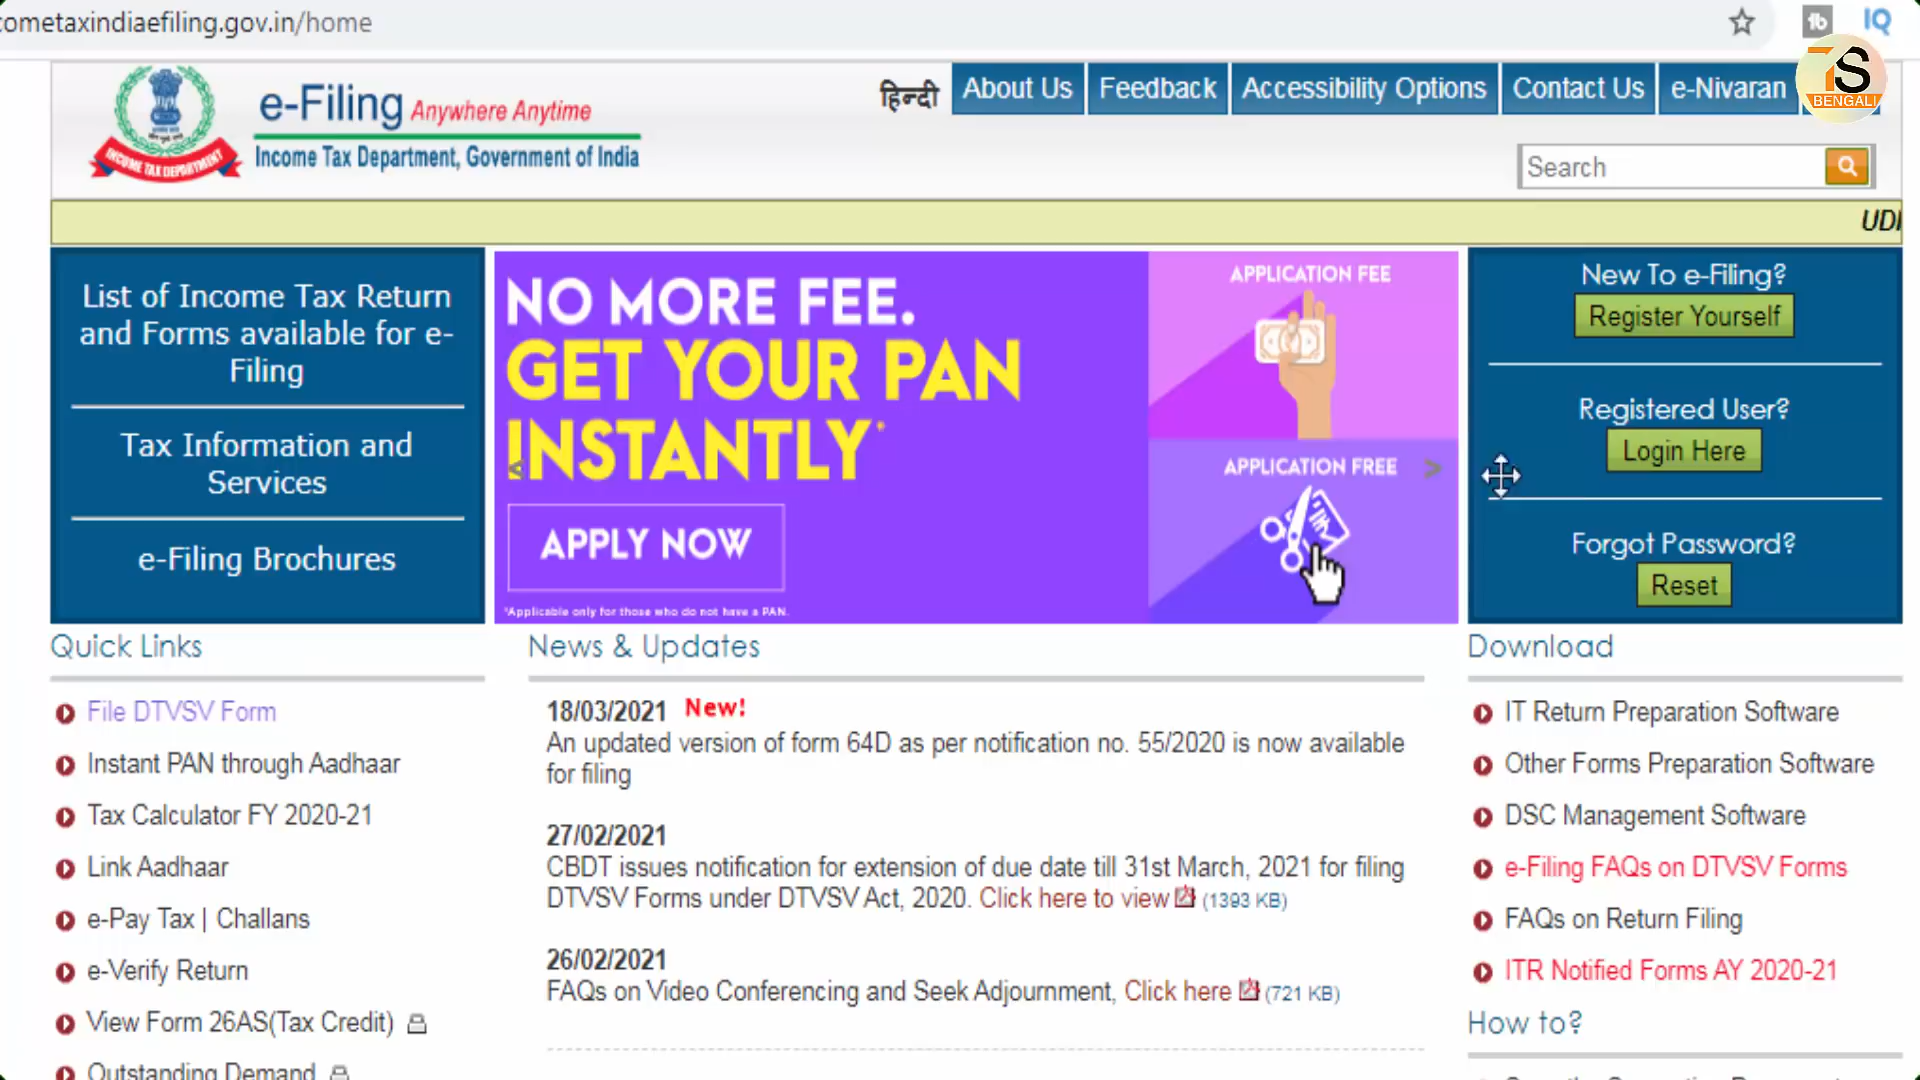 cometaxindiaefiling.gov.in/home
IQ
S
BENGALI
INCOME TAX DEPARTMENT
e-Filing Anywhere Anytime
Income Tax Department, Government of India
हिन्दी
About Us
Feedback
Accessibility Options
Contact Us
e-Nivaran
Search
List of Income Tax Return
and Forms available for e-
Filing
Tax Information and
Services
e-Filing Brochures
NO MORE FEE.
GET YOUR PAN
INSTANTLY*
APPLY NOW
*Applicable only for those who do not have a PAN.
APPLICATION FEE
APPLICATION FREE
New To e-Filing?
Register Yourself
Registered User?
Login Here
Forgot Password?
Reset
Quick Links
File DTVSV Form
Instant PAN through Aadhaar
Tax Calculator FY 2020-21
Link Aadhaar
e-Pay Tax | Challans
e-Verify Return
View Form 26AS(Tax Credit)
Outstanding Demand
News & Updates
18/03/2021 New!
An updated version of form 64D as per notification no. 55/2020 is now available
for filing
27/02/2021
CBDT issues notification for extension of due date till 31st March, 2021 for filing
DTVSV Forms under DTVSV Act, 2020. Click here to view (1393 KB)
26/02/2021
FAQs on Video Conferencing and Seek Adjournment, Click here (721 KB)
Download
IT Return Preparation Software
Other Forms Preparation Software
DSC Management Software
e-Filing FAQs on DTVSV Forms
FAQs on Return Filing
ITR Notified Forms AY 2020-21
How to?